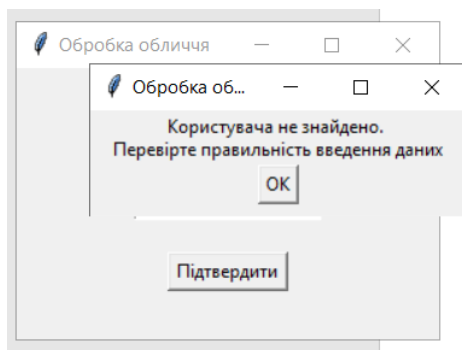 Обробка обличчя
Обробка об...
Користувача не знайдено.
Перевірте правильність введення даних
OK
Підтвердити